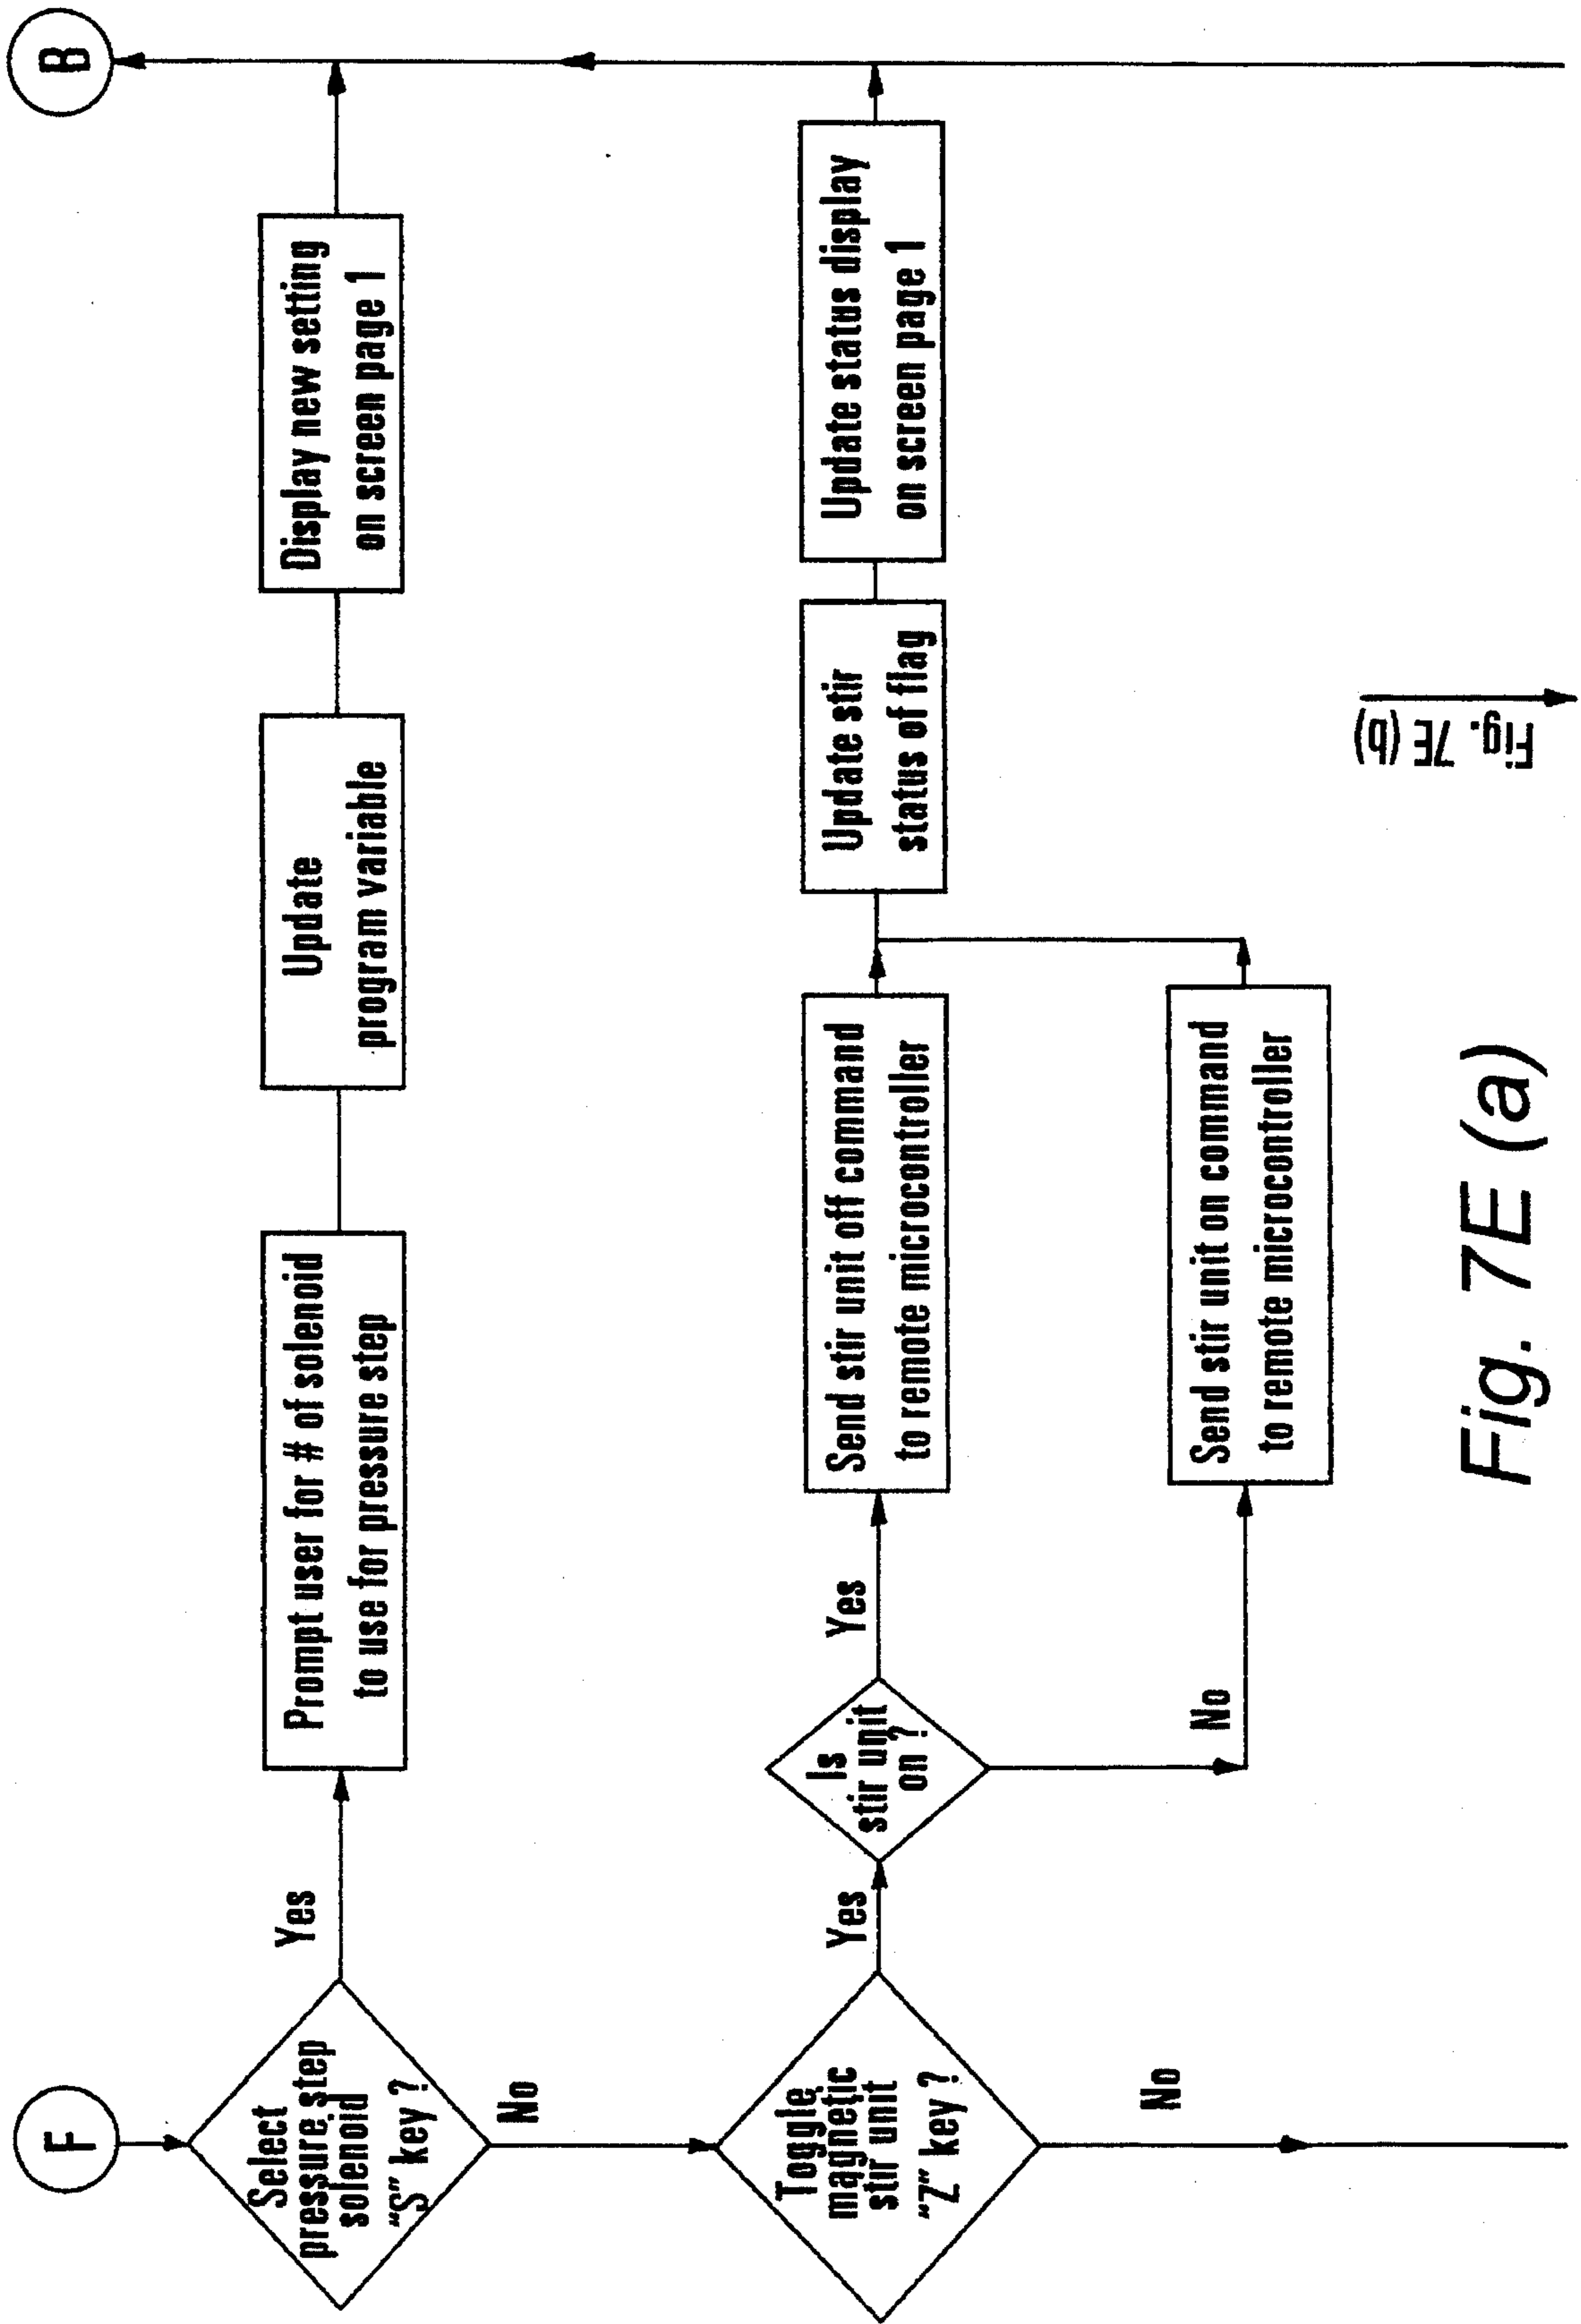 F
Select
pressure step
solenoid
"S" key ?
Yes
Prompt user for # of solenoid
to use for pressure step
Update
program variable
Display new setting
on screen page 1
B
No
Toggle
magnetic
stir unit
"Z" key ?
Yes
Is
stir unit
on ?
Yes
Send stir unit off command
to remote microcontroller
Update stir
status of flag
Update status display
on screen page 1
No
Send stir unit on command
to remote microcontroller
No
Fig. 7E (b)
Fig. 7E (a)